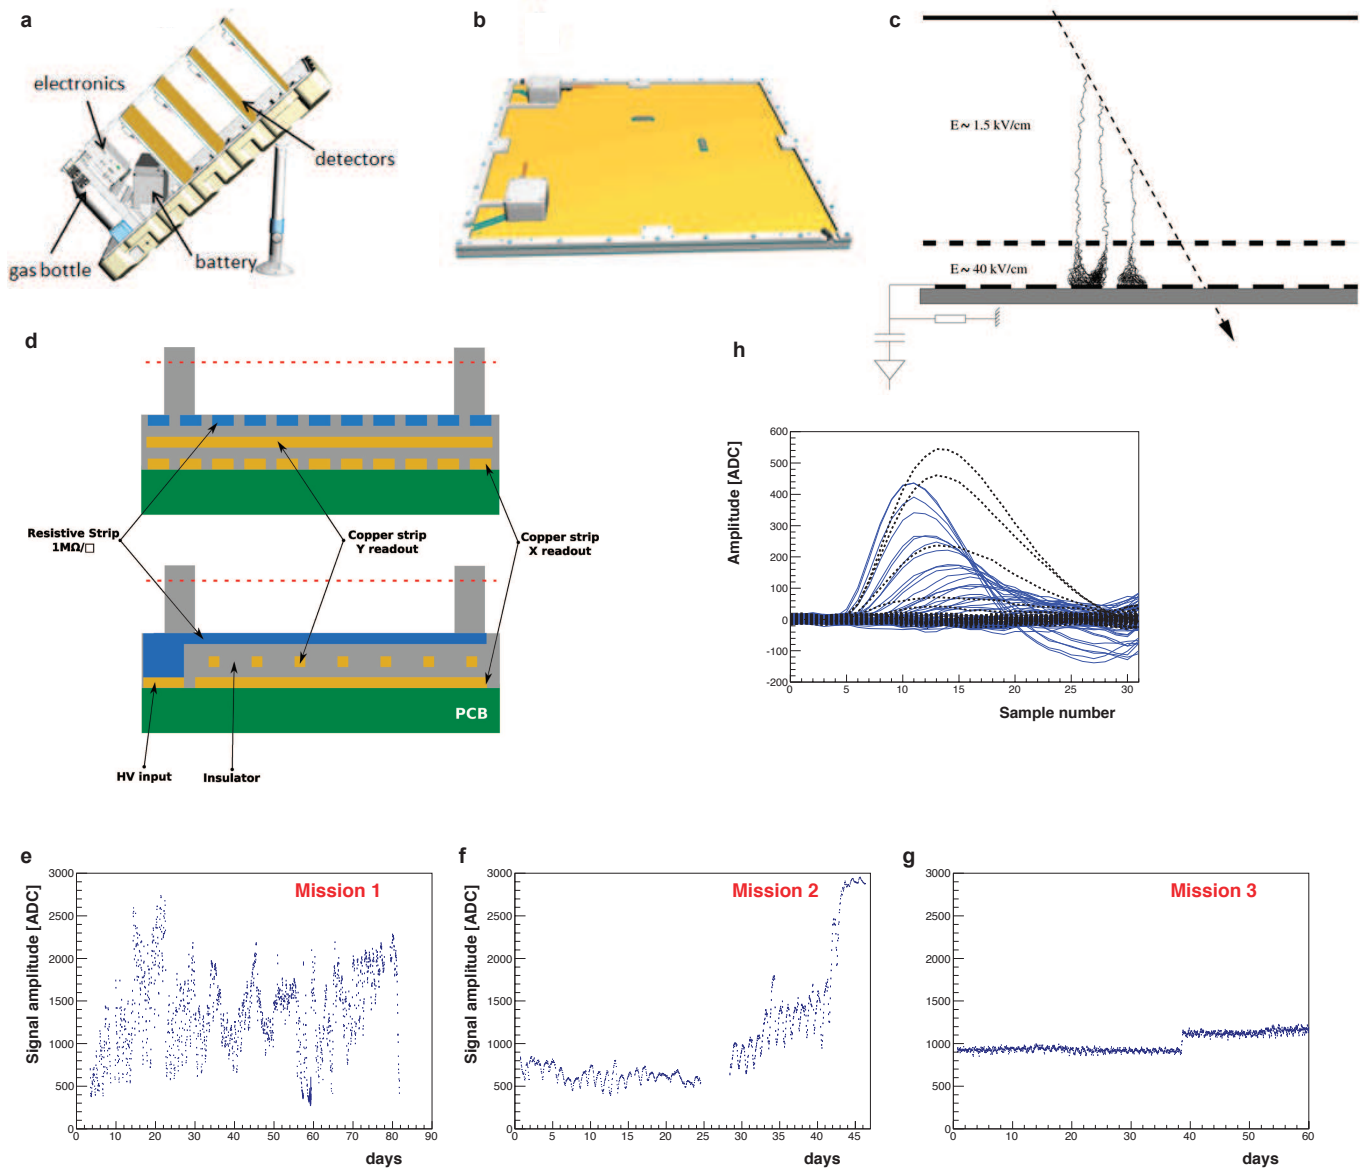 a
electronics
detectors
gas bottle
battery
b
c
E~ 1.5 kV/cm
E~ 40 kV/cm
d
Resistive Strip
1MΩ/□
Copper strip
Y readout
Copper strip
X readout
PCB
HV input
Insulator
h
Amplitude [ADC]
600
500
400
300
200
100
0
-100
-200
0 5 10 15 20 25 30
Sample number
e
Mission 1
Signal amplitude [ADC]
3000
2500
2000
1500
1000
500
0
0 10 20 30 40 50 60 70 80 90
days
f
Mission 2
Signal amplitude [ADC]
3000
2500
2000
1500
1000
500
0
0 5 10 15 20 25 30 35 40 45
days
g
Mission 3
Signal amplitude [ADC]
3000
2500
2000
1500
1000
500
0
0 10 20 30 40 50 60
days